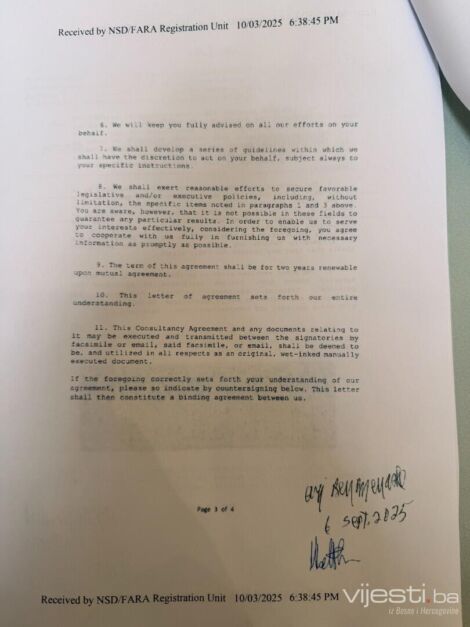 Received by NSD/FARA Registration Unit 10/03/2025 6:38:45 PM
6. We will keep you fully advised on all our efforts on your
behalf.
7. We shall develop a series of guidelines within which we
shall have the discretion to act on your behalf, subject always to
your specific instructions.
8. We shall exert reasonable efforts to secure favorable
legislative and/or executive policies, including, without
limitation, the specific items noted in paragraphs 1 and 3 above.
You are aware, however, that it is not possible in these fields to
guarantee any particular results. In order to enable us to serve
your interests effectively, considering the foregoing, you agree
to cooperate with us fully in furnishing us with necessary
information as promptly as possible.
9. The term of this agreement shall be for two years renewable
upon mutual agreement.
10. This letter of agreement sets forth our entire
understanding.
11. This Consultancy Agreement and any documents relating to
it may be executed and transmitted between the signatories by
facsimile or email, said facsimile, or email, shall be deemed to
be, and utilized in all respects as an original, wet-inked manually
executed document.
If the foregoing correctly sets forth your understanding of our
agreement, please so indicate by countersigning below. This letter
shall then constitute a binding agreement between us.
6 SEPT. 2025
Page 3 of 4
Received by NSD/FARA Registration Unit 10/03/2025 6:38:45 PM
vijesti.ba
iz Bosne i Hercegovine